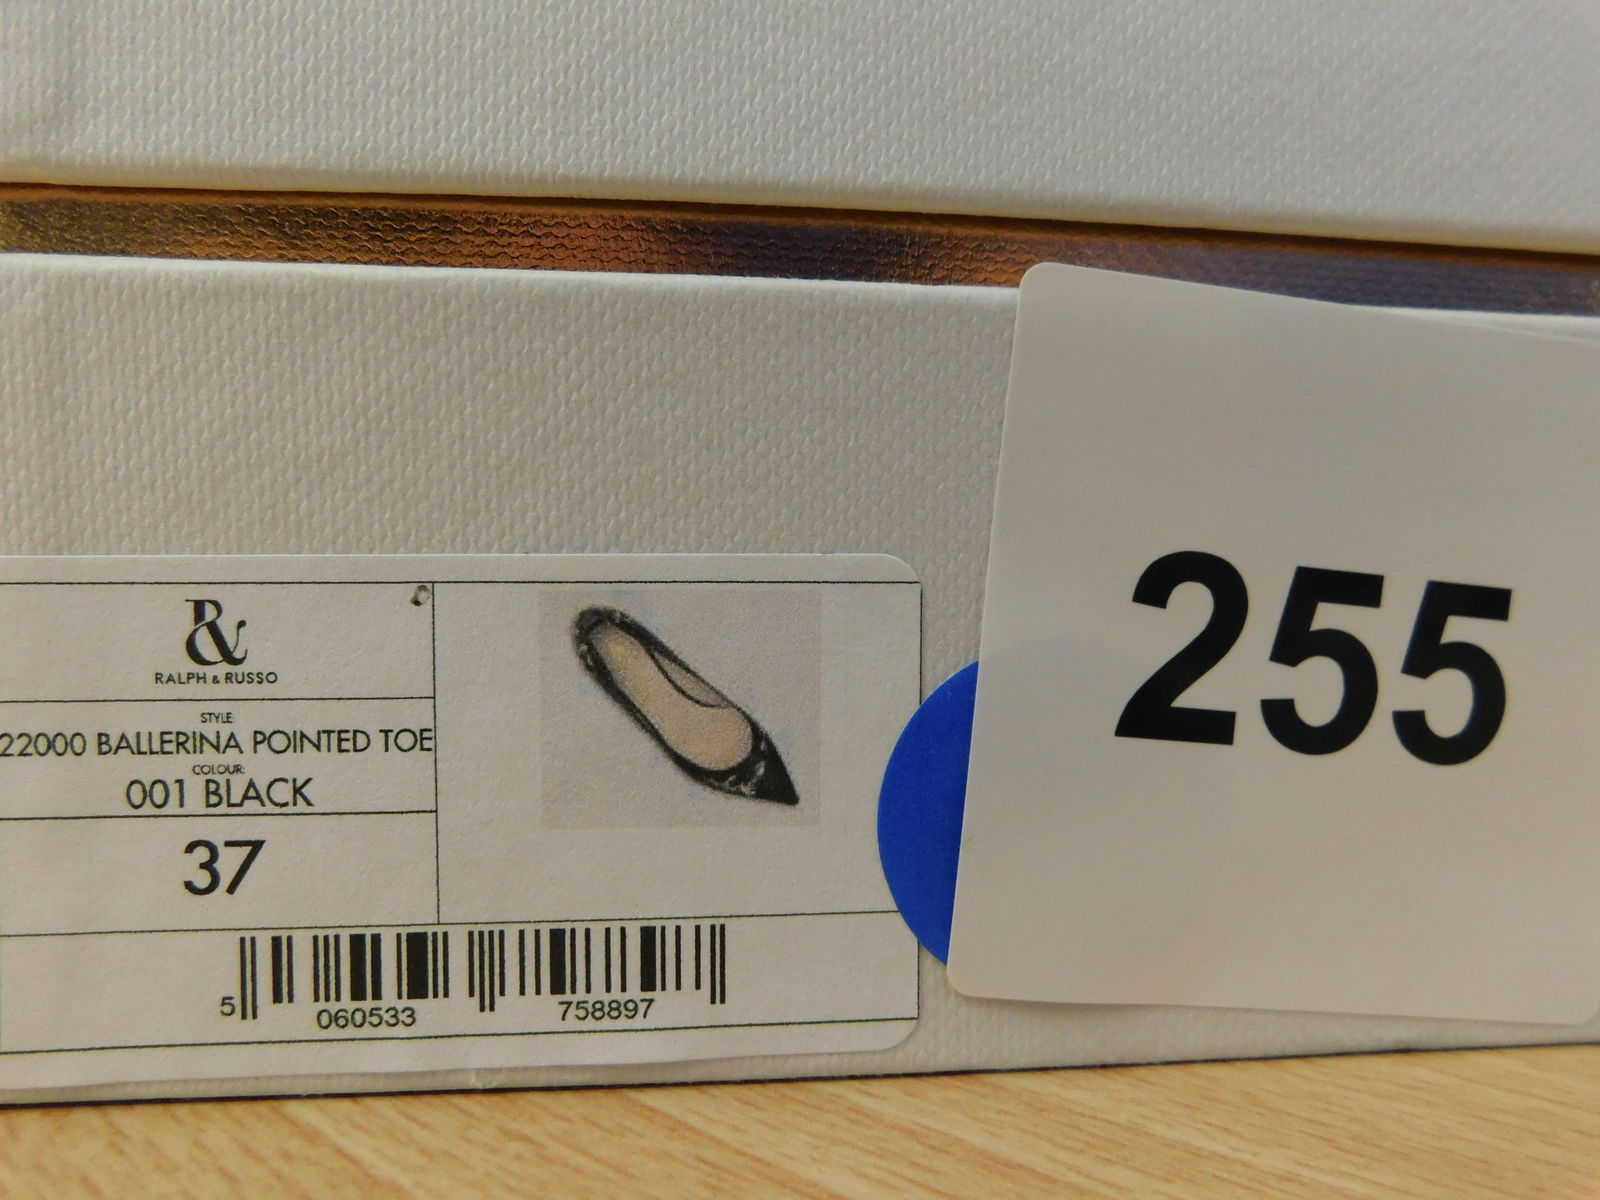 &
RALPH & RUSSO
STYLE:
22000 BALLERINA POINTED TOE
COLOUR:
001 BLACK
37
5 060533 758897
255